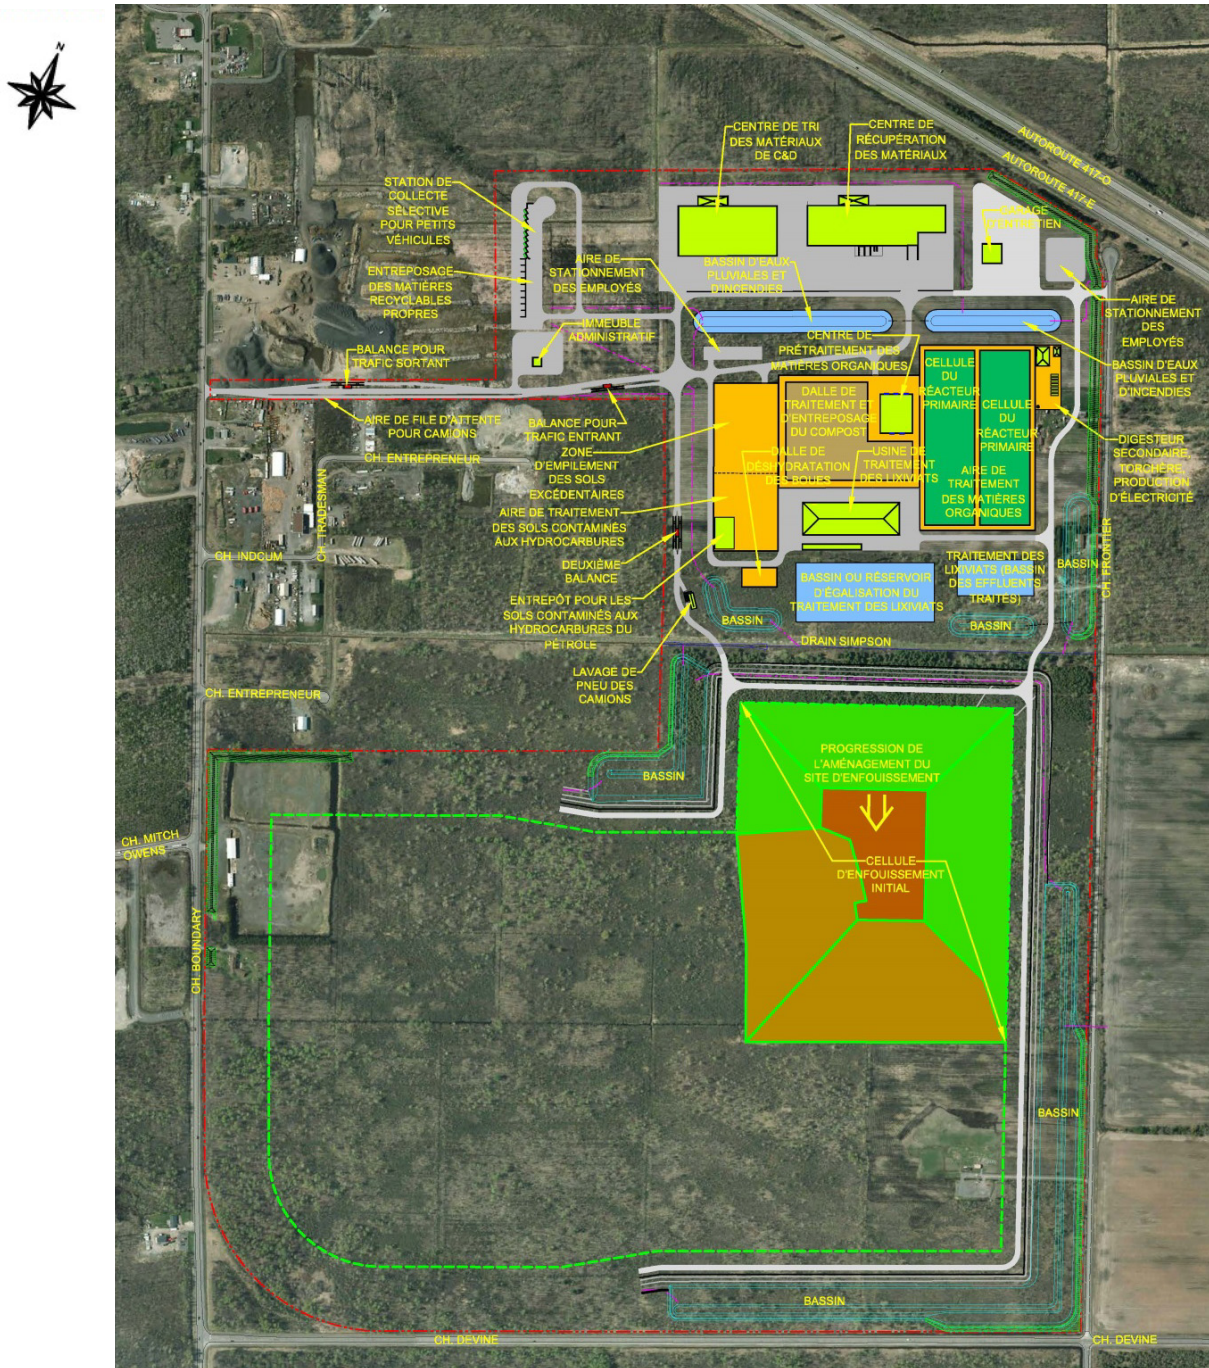 N
AUTOROUTE 417-O
AUTOROUTE 417-E
CENTRE DE TRI
DES MATÉRIAUX
DE C&D
CENTRE DE
RÉCUPÉRATION
DES MATÉRIAUX
STATION DE
COLLECTE
SÉLECTIVE
POUR PETITS
VÉHICULES
GARAGE
D'ENTRETIEN
AIRE DE
STATIONNEMENT
DES EMPLOYÉS
BASSIN D'EAUX
PLUVIALES ET
D'INCENDIES
ENTREPOSAGE
DES MATIÈRES
RECYCLABLES
PROPRES
AIRE DE
STATIONNEMENT
DES
EMPLOYÉS
IMMEUBLE
ADMINISTRATIF
CENTRE DE
PRÉTRAITEMENT DES
MATIÈRES ORGANIQUES
BALANCE POUR
TRAFIC SORTANT
BASSIN D'EAUX
PLUVIALES ET
D'INCENDIES
CELLULE
DU
RÉACTEUR
PRIMAIRE
DALLE DE
TRAITEMENT ET
D'ENTREPOSAGE
DU COMPOST
CELLULE
DU
RÉACTEUR
PRIMAIRE
AIRE DE FILE D'ATTENTE
POUR CAMIONS
BALANCE POUR
TRAFIC ENTRANT
DIGESTEUR
SECONDAIRE,
TORCHÈRE,
PRODUCTION
D'ÉLECTRICITÉ
CH. ENTREPRENEUR
ZONE
D'EMPILEMENT
DES SOLS
EXCÉDENTAIRES
DALLE DE
DÉSHYDRATATION
DES BOUES
USINE DE
TRAITEMENT
DES LIXIVIATS
AIRE DE
TRAITEMENT
DES MATIÈRES
ORGANIQUES
CH. TRADESMAN
AIRE DE TRAITEMENT
DES SOLS CONTAMINÉS
AUX HYDROCARBURES
CH. INDCUM
DEUXIÈME
BALANCE
TRAITEMENT DES
LIXIVIATS (BASSIN
DES EFFLUENTS
TRAITÉS)
BASSIN
CH. FRONTIER
BASSIN OU RÉSERVOIR
D'ÉGALISATION DU
TRAITEMENT DES LIXIVIATS
ENTREPÔT POUR LES
SOLS CONTAMINÉS AUX
HYDROCARBURES DU
PÉTROLE
BASSIN
BASSIN
DRAIN SIMPSON
LAVAGE DE
PNEU DES
CAMIONS
CH. ENTREPRENEUR
BASSIN
PROGRESSION DE
L'AMÉNAGEMENT DU
SITE D'ENFOUISSEMENT
CH. MITCH
OWENS
CELLULE
D'ENFOUISSEMENT
INITIAL
CH. BOUNDARY
BASSIN
BASSIN
CH. DEVINE
CH. DEVINE